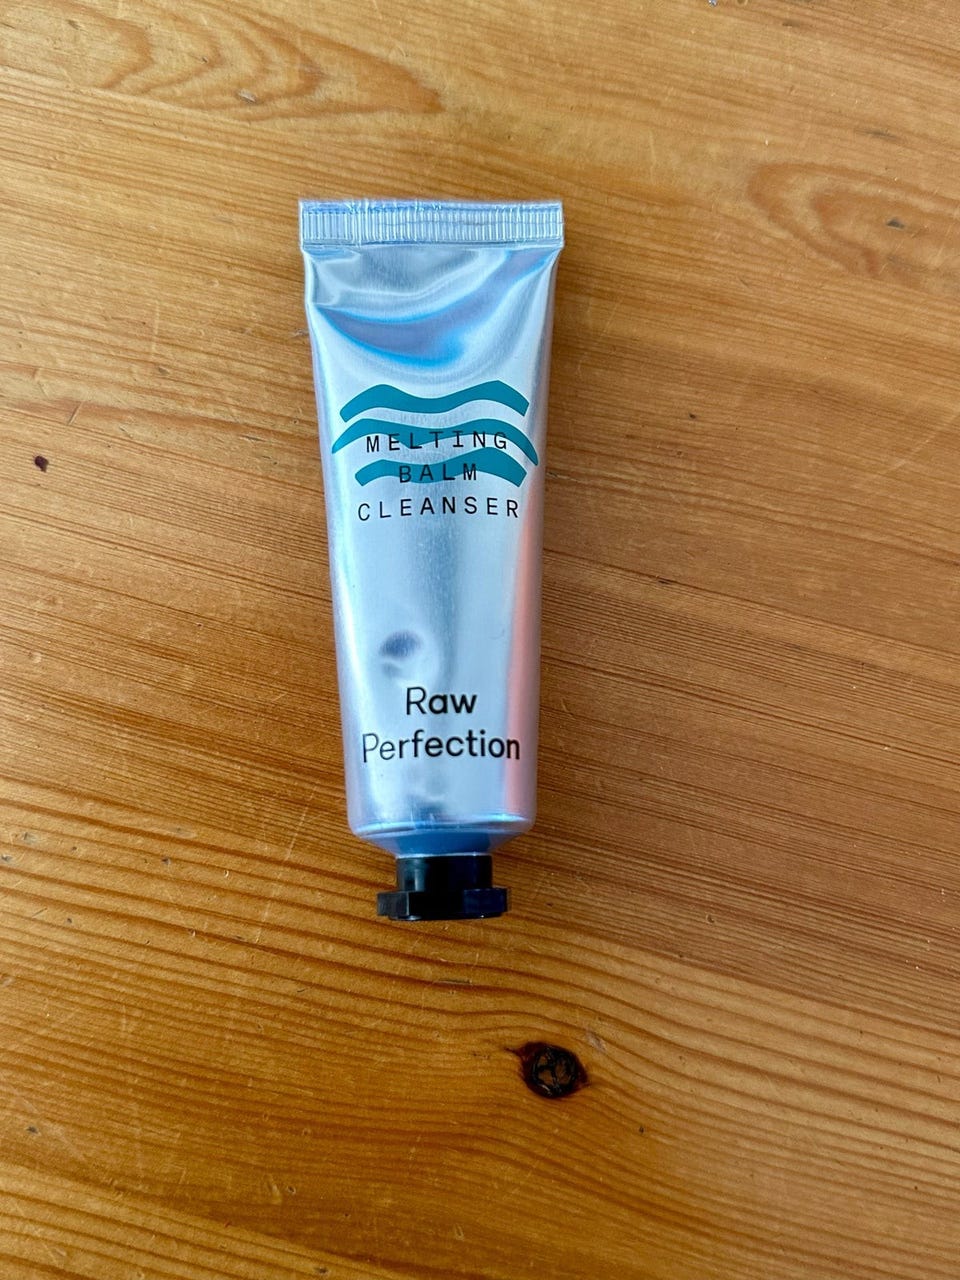 MELTING
BALM
CLEANSER
Raw
Perfection